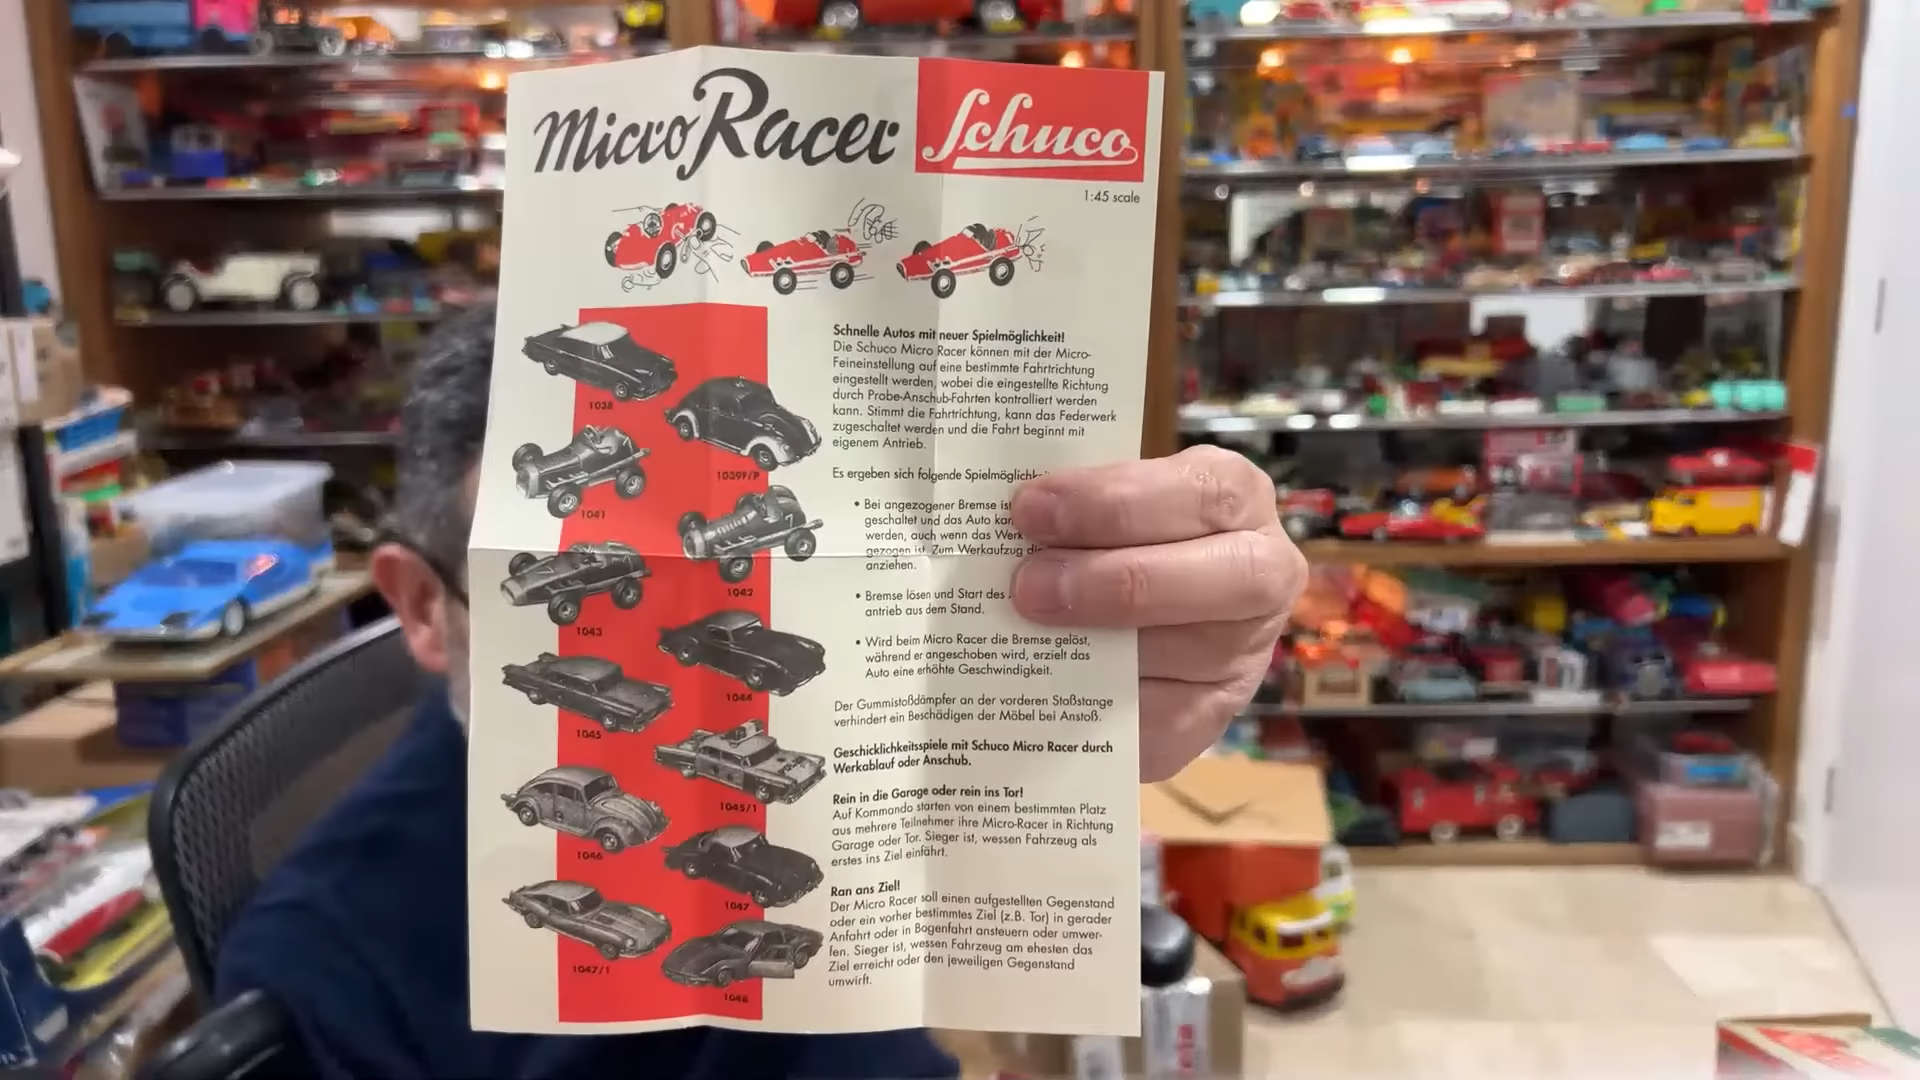 Micro Racer
Schuco
1:45 scale
1038
1039F/P
1041
1042
1043
1044
1045
1045/1
1046
1047
1047/1
1048
Schnelle Autos mit neuer Spielmöglichkeit!
Die Schuco Micro Racer können mit der Micro-
Feineinstellung auf eine bestimmte Fahrtrichtung
eingestellt werden, wobei die eingestellte Richtung
durch Probe-Anschub-Fahrten kontrolliert werden
kann. Stimmt die Fahrtrichtung, kann das Federwerk
zugeschaltet werden und die Fahrt beginnt mit
eigenem Antrieb.
Es ergeben sich folgende
• Bei angezogener Bremse ist
geschaltet und das Auto
werden, auch wenn das
gezogen ist. Zum Werkaufzug
anziehen.
• Bremse lösen und Start des
antrieb aus dem Stand.
• Wird beim Micro Racer die Bremse gelöst,
während er angeschoben wird, erzielt das
Auto eine erhöhte Geschwindigkeit.
Der Gummistoßdämpfer an der vorderen Stoßstange
verhindert ein Beschädigen der Möbel bei Anstoß.
Geschicklichkeitsspiele mit Schuco Micro Racer durch
Werkablauf oder Anschub.
Rein in die Garage oder rein ins Tor!
Auf Kommando starten von einem bestimmten Platz
aus mehrere Teilnehmer ihre Micro-Racer in Richtung
Garage oder Tor. Sieger ist, wessen Fahrzeug als
erstes ins Ziel einfährt.
Ran ans Ziel!
Der Micro Racer soll einen aufgestellten Gegenstand
oder ein vorher bestimmtes Ziel (z.B. Tor) in gerader
Anfahrt oder in Bogenfahrt ansteuern oder umwer-
fen. Sieger ist, wessen Fahrzeug am ehesten das
Ziel erreicht oder den jeweiligen Gegenstand
umwirft.